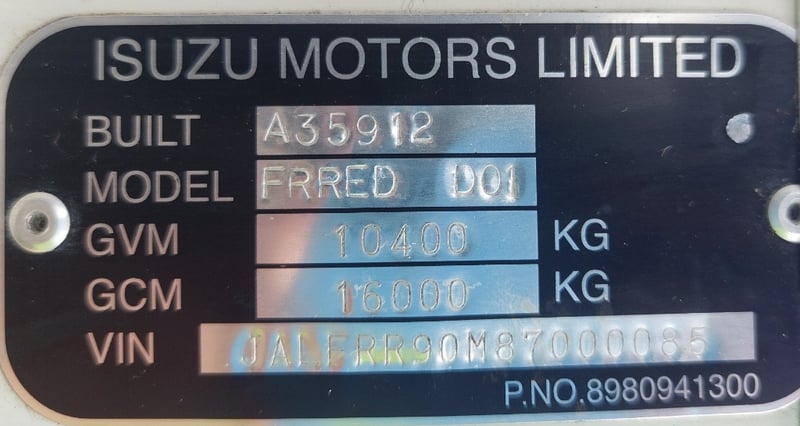 ISUZU MOTORS LIMITED
BUILT A35912
MODEL FRRED D01
GVM 10400 KG
GCM 16000 KG
VIN JALFRR90M87000085
P.NO.8980941300